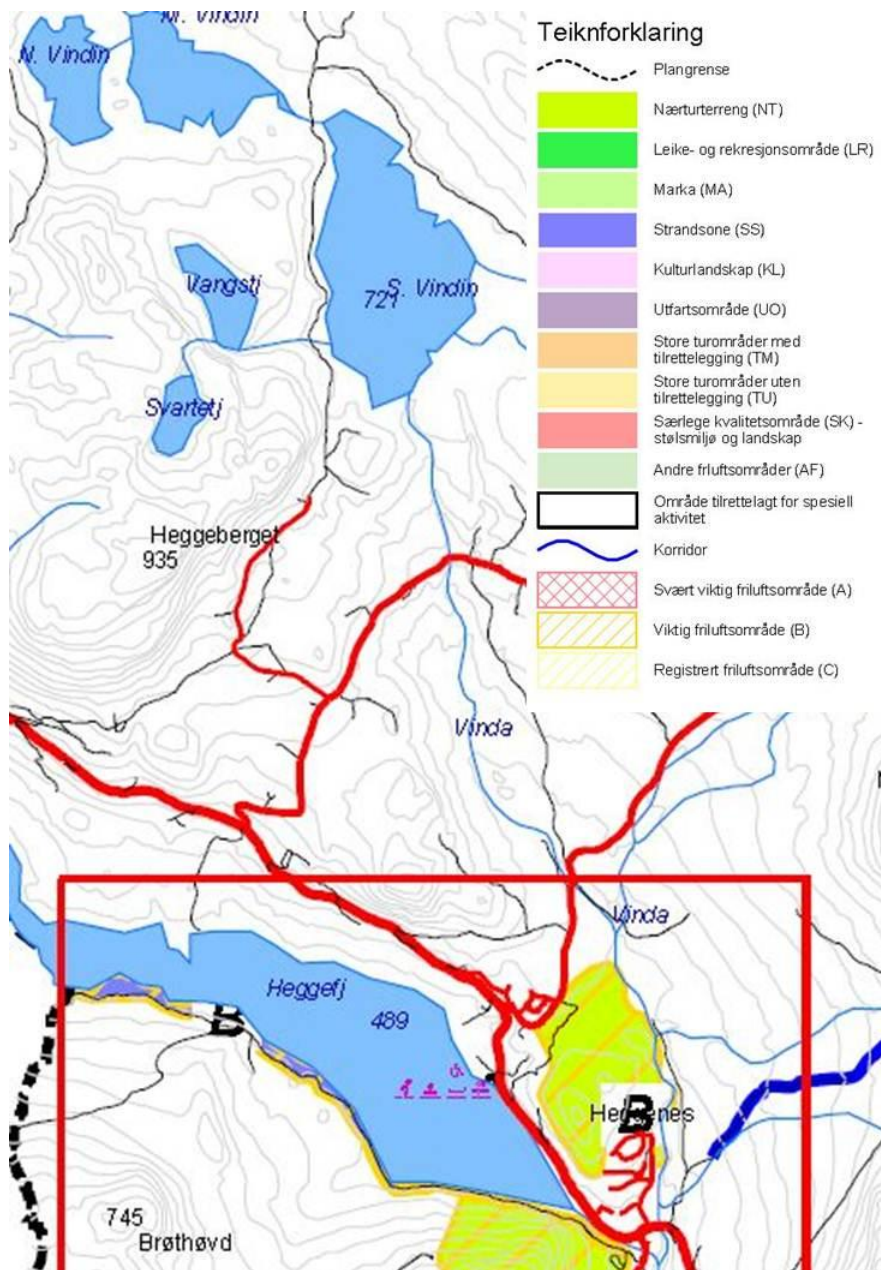 M. Vindin
N. Vindin
Vangstj
721
S. Vindin
Svartetj
Heggeberget
935
Vinda
Vinda
Heggefj
489
B
Heggenes
B
745
Brøthøvd
Teiknforklaring
Plangrense
Nærturterreng (NT)
Leike- og rekresjonsområde (LR)
Marka (MA)
Strandsone (SS)
Kulturlandskap (KL)
Utfartsområde (UO)
Store turområder med
tilrettelegging (TM)
Store turområder uten
tilrettelegging (TU)
Særlege kvalitetsområde (SK) -
stølsmiljø og landskap
Andre friluftsområder (AF)
Område tilrettelagt for spesiell
aktivitet
Korridor
Svært viktig friluftsområde (A)
Viktig friluftsområde (B)
Registrert friluftsområde (C)